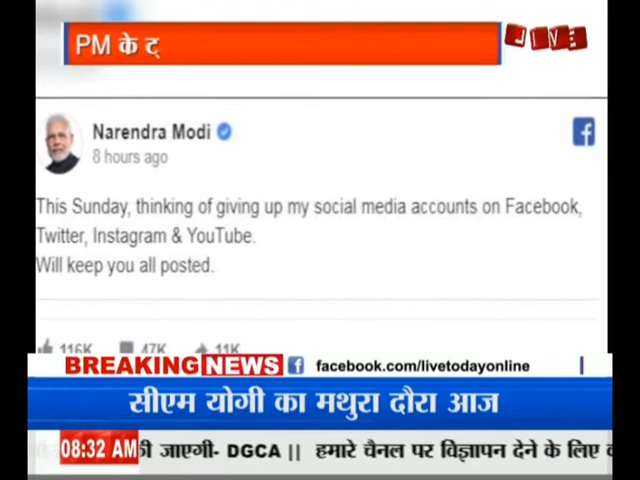 PM के ट्
LIVE
Narendra Modi
8 hours ago
This Sunday, thinking of giving up my social media accounts on Facebook,
Twitter, Instagram & YouTube.
Will keep you all posted.
116K 47K 11K
BREAKING NEWS facebook.com/livetodayonline
सीएम योगी का मथुरा दौरा आज
08:32 AM की जाएगी- DGCA || हमारे चैनल पर विज्ञापन देने के लिए